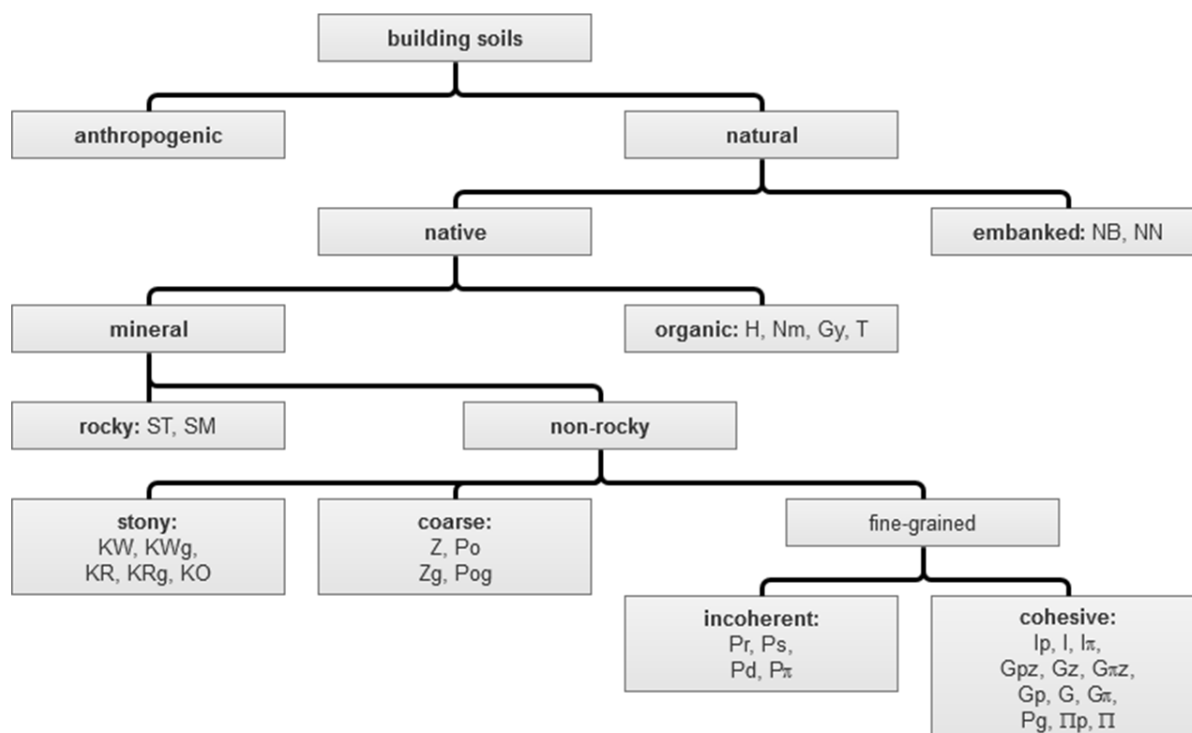 building soils
anthropogenic
natural
native
embanked: NB, NN
mineral
organic: H, Nm, Gy, T
rocky: ST, SM
non-rocky
stony:
KW, KWg,
KR, KRg, KO
coarse:
Z, Po
Zg, Pog
fine-grained
incoherent:
Pr, Ps,
Pd, Pπ
cohesive:
Ip, I, Iπ,
Gpz, Gz, Gπz,
Gp, G, Gπ,
Pg, Πp, Π